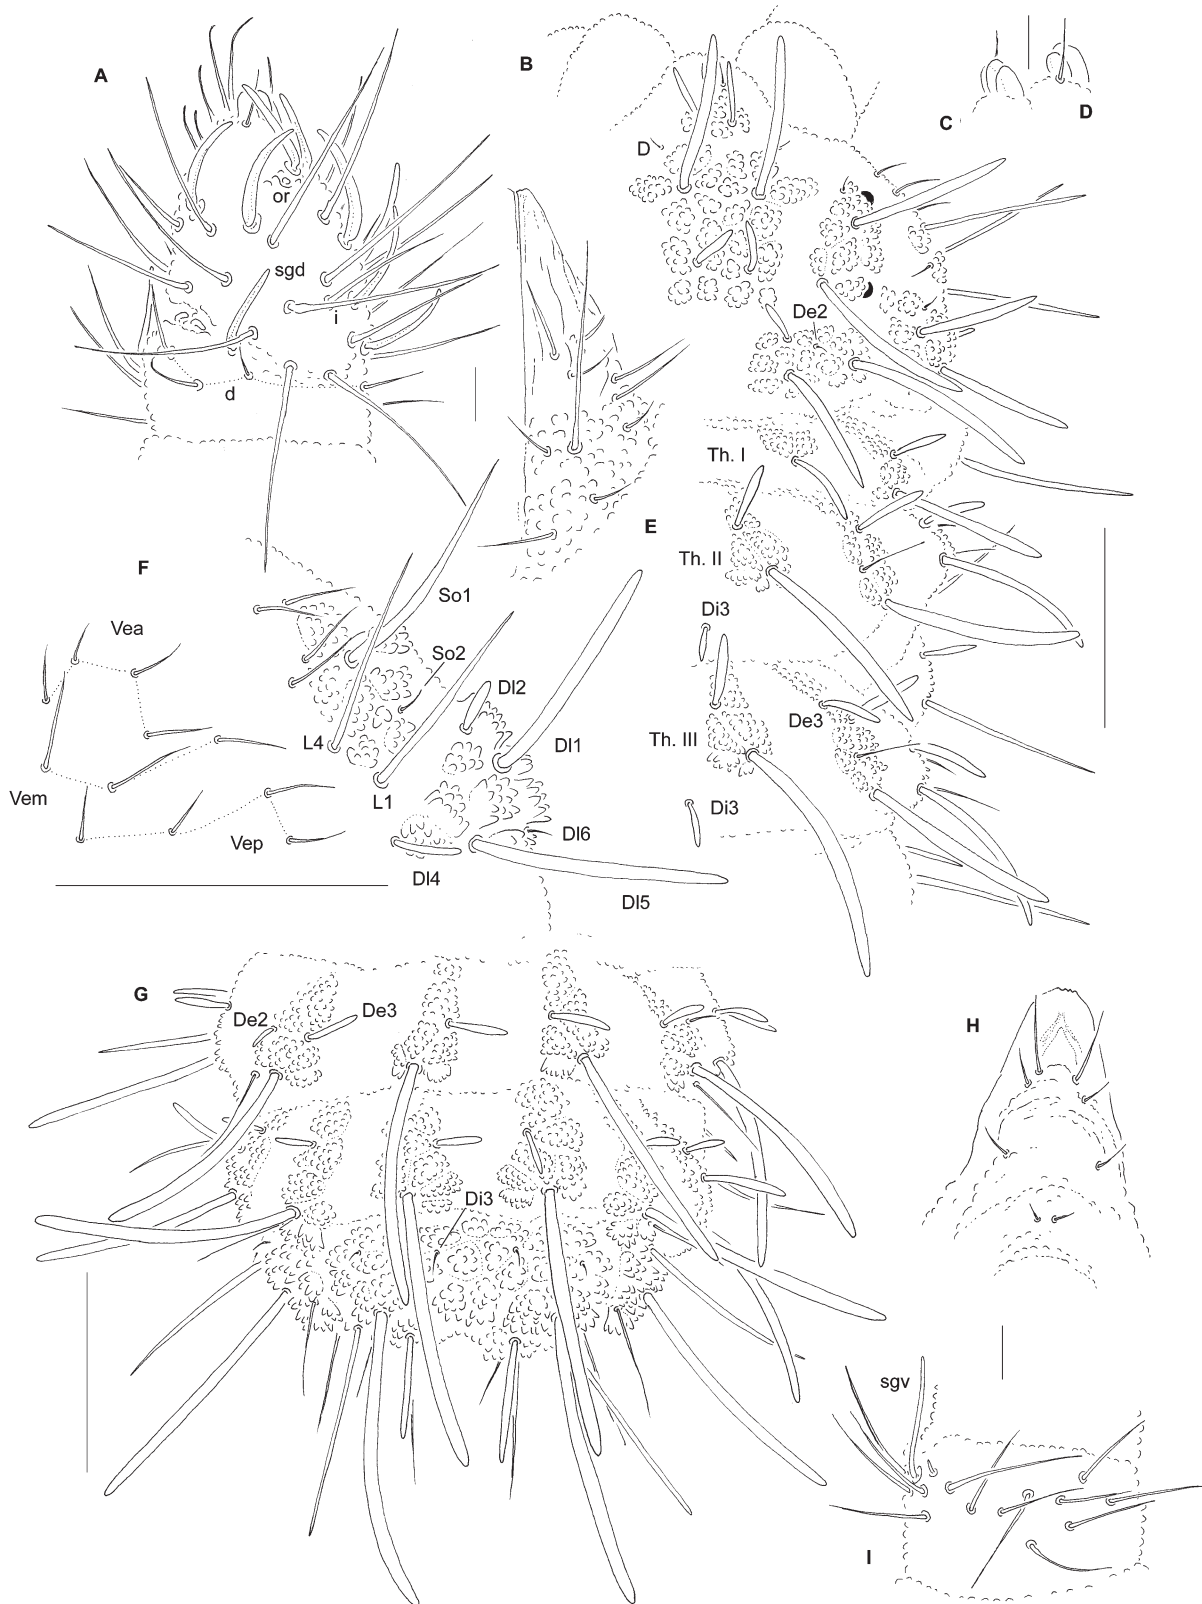 A
or
sgd
i
d
B
D
De2
C
D
Th. I
Th. II
Di3
De3
Th. III
Di3
E
F
Vea
Vem
Vep
So1
So2
L4
L1
Dl2
Dl1
Dl6
Dl4
Dl5
G
De2
De3
Di3
H
sgv
I